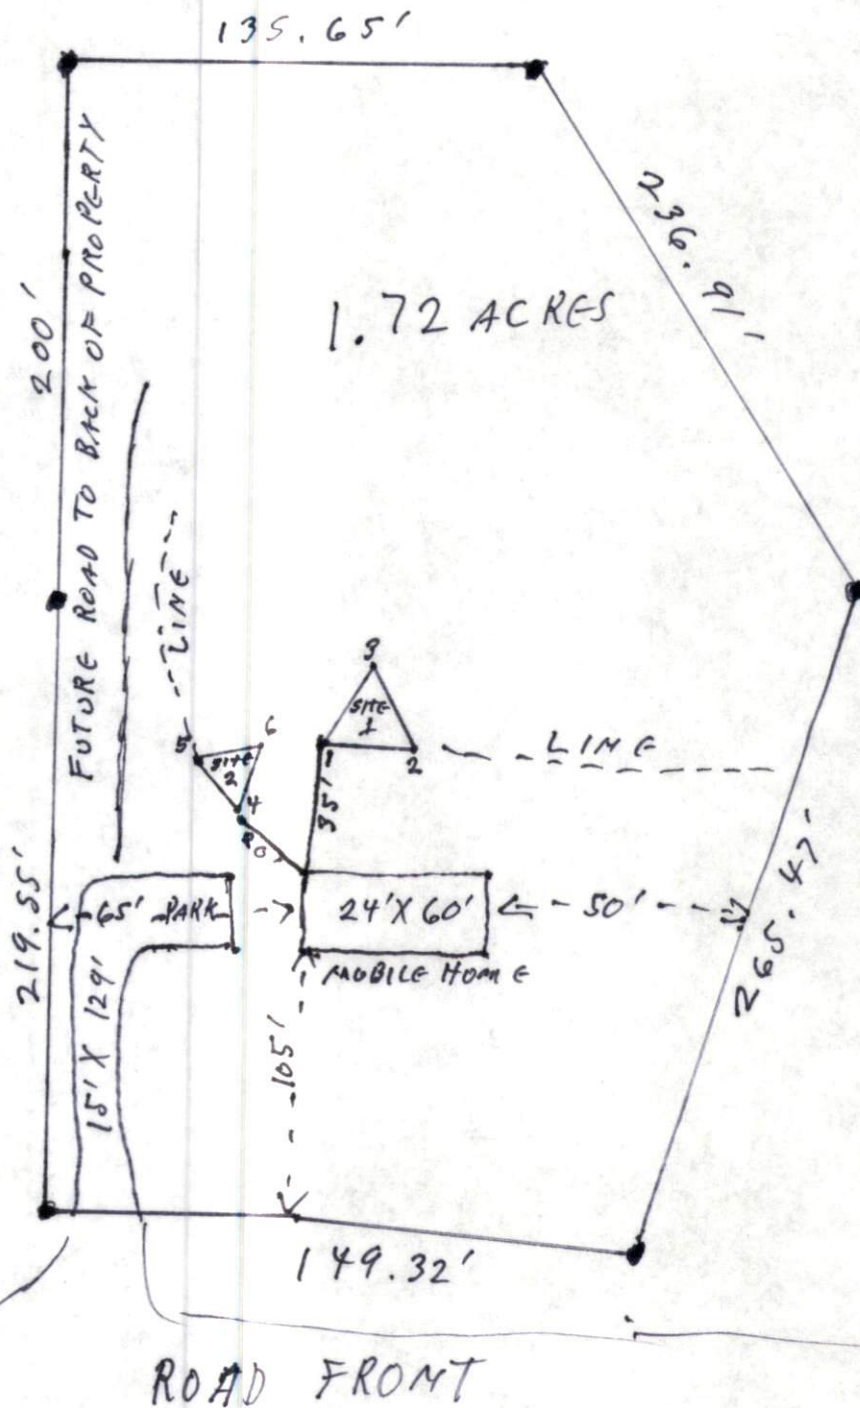 135.65'
236.91'
1.72 ACRES
200'
FUTURE ROAD TO BACK OF PROPERTY
LINE
3
SITE
1
1
2
LINE
6
5
SITE
2
4
35'
219.55'
65' PARK
24' X 60'
50'
MOBILE HOME
265.47'
15' X 129'
105'
149.32'
ROAD FRONT